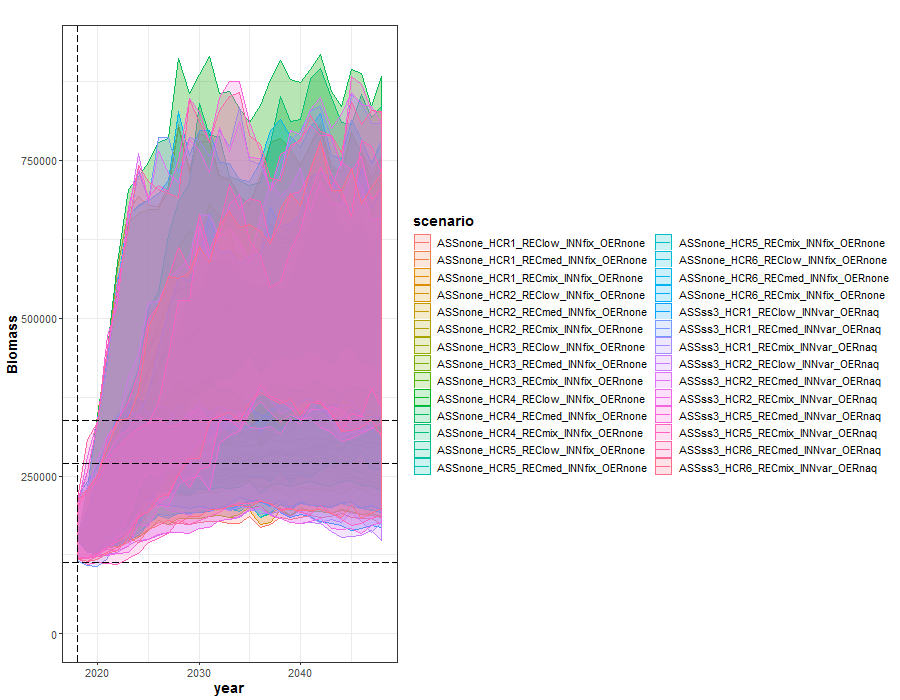 750000
500000
250000
0
Biomass
2020
2030
2040
year
scenario
ASSnone_HCR1_REClow_INNfix_OERnone
ASSnone_HCR1_RECmed_INNfix_OERnone
ASSnone_HCR1_RECmix_INNfix_OERnone
ASSnone_HCR2_REClow_INNfix_OERnone
ASSnone_HCR2_RECmed_INNfix_OERnone
ASSnone_HCR2_RECmix_INNfix_OERnone
ASSnone_HCR3_REClow_INNfix_OERnone
ASSnone_HCR3_RECmed_INNfix_OERnone
ASSnone_HCR3_RECmix_INNfix_OERnone
ASSnone_HCR4_REClow_INNfix_OERnone
ASSnone_HCR4_RECmed_INNfix_OERnone
ASSnone_HCR4_RECmix_INNfix_OERnone
ASSnone_HCR5_REClow_INNfix_OERnone
ASSnone_HCR5_RECmed_INNfix_OERnone
ASSnone_HCR5_RECmix_INNfix_OERnone
ASSnone_HCR6_REClow_INNfix_OERnone
ASSnone_HCR6_RECmed_INNfix_OERnone
ASSnone_HCR6_RECmix_INNfix_OERnone
ASSss3_HCR1_REClow_INNvar_OERnaq
ASSss3_HCR1_RECmed_INNvar_OERnaq
ASSss3_HCR1_RECmix_INNvar_OERnaq
ASSss3_HCR2_REClow_INNvar_OERnaq
ASSss3_HCR2_RECmed_INNvar_OERnaq
ASSss3_HCR2_RECmix_INNvar_OERnaq
ASSss3_HCR5_RECmed_INNvar_OERnaq
ASSss3_HCR5_RECmix_INNvar_OERnaq
ASSss3_HCR6_RECmed_INNvar_OERnaq
ASSss3_HCR6_RECmix_INNvar_OERnaq